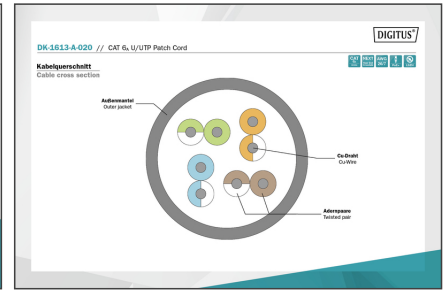 DIGITUS®
DK-1613-A-020 // CAT 6A U/UTP Patch Cord
Kabelquerschnitt
Cable cross section
Außenmantel
Outer jacket
Cu-Draht
Cu-Wire
Adernpaare
Twisted pair